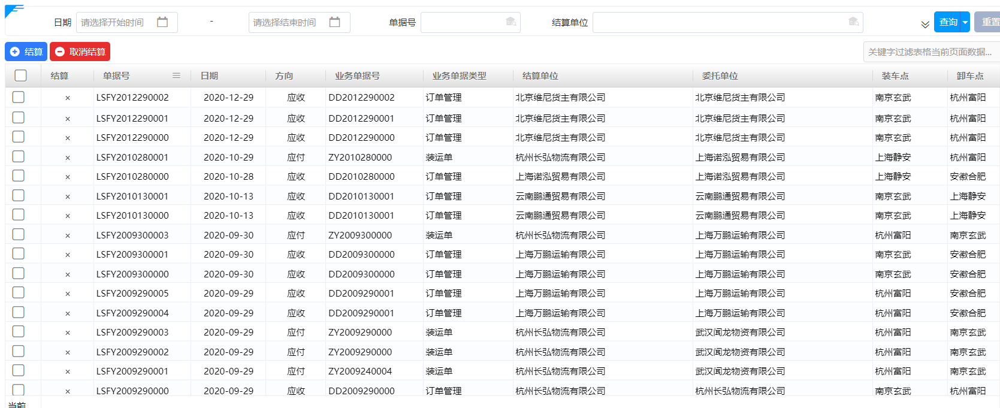 日期 请选择开始时间 - 请选择结束时间 单据号 结算单位 查询 重置
结算 取消结算 关键字过滤表格当前页面数据...
结算 单据号 日期 方向 业务单据号 业务单据类型 结算单位 委托单位 装车点 卸车点
× LSFY2012290002 2020-12-29 应收 DD2012290002 订单管理 北京维尼货主有限公司 北京维尼货主有限公司 南京玄武 杭州富阳
× LSFY2012290001 2020-12-29 应收 DD2012290001 订单管理 北京维尼货主有限公司 北京维尼货主有限公司 南京玄武 杭州富阳
× LSFY2012290000 2020-12-29 应收 DD2012290000 订单管理 北京维尼货主有限公司 北京维尼货主有限公司 南京玄武 杭州富阳
× LSFY2010280001 2020-10-29 应付 ZY2010280000 装运单 杭州长弘物流有限公司 上海诺泓贸易有限公司 上海静安 杭州富阳
× LSFY2010280000 2020-10-28 应收 DD2010280000 订单管理 上海诺泓贸易有限公司 上海诺泓贸易有限公司 上海静安 安徽合肥
× LSFY2010130001 2020-10-13 应收 DD2010130001 订单管理 云南鹏通贸易有限公司 云南鹏通贸易有限公司 南京玄武 上海静安
× LSFY2010130000 2020-10-13 应收 DD2010130001 订单管理 云南鹏通贸易有限公司 云南鹏通贸易有限公司 南京玄武 上海静安
× LSFY2009300003 2020-09-30 应付 ZY2009300000 装运单 杭州长弘物流有限公司 上海万鹏运输有限公司 杭州富阳 南京玄武
× LSFY2009300001 2020-09-30 应收 DD2009300000 订单管理 上海万鹏运输有限公司 上海万鹏运输有限公司 南京玄武 安徽合肥
× LSFY2009300000 2020-09-30 应收 DD2009300000 订单管理 上海万鹏运输有限公司 上海万鹏运输有限公司 南京玄武 安徽合肥
× LSFY2009290005 2020-09-29 应收 DD2009290001 订单管理 上海万鹏运输有限公司 上海万鹏运输有限公司 杭州富阳 安徽合肥
× LSFY2009290004 2020-09-29 应收 DD2009290001 订单管理 上海万鹏运输有限公司 上海万鹏运输有限公司 杭州富阳 安徽合肥
× LSFY2009290003 2020-09-29 应付 ZY2009290000 装运单 杭州长弘物流有限公司 武汉闻龙物资有限公司 杭州富阳 南京玄武
× LSFY2009290002 2020-09-29 应付 ZY2009290000 装运单 杭州长弘物流有限公司 武汉闻龙物资有限公司 杭州富阳 南京玄武
× LSFY2009290001 2020-09-29 应付 ZY2009240004 装运单 杭州长弘物流有限公司 武汉闻龙物资有限公司 杭州富阳 南京玄武
× LSFY2009290000 2020-09-29 应收 DD2009290000 订单管理 杭州长弘物流有限公司 杭州长弘物流有限公司 南京玄武 杭州富阳
当前